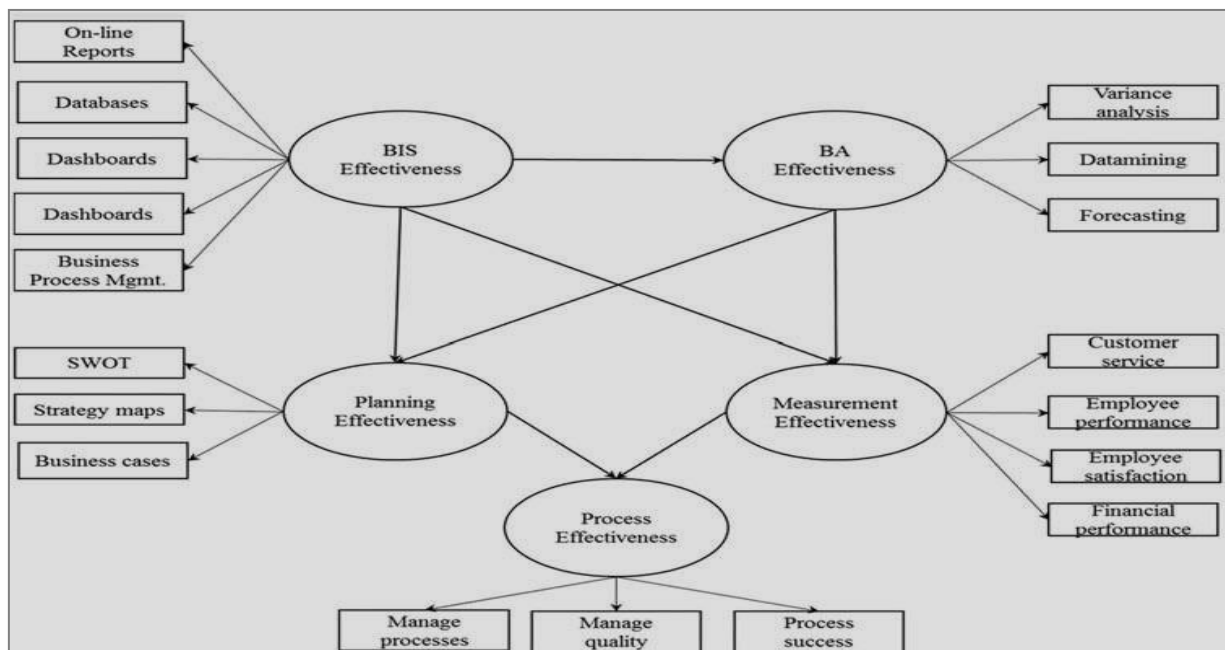 On-line
Reports
Databases
Dashboards
Dashboards
Business
Process Mgmt.
BIS
Effectiveness
BA
Effectiveness
Variance
analysis
Datamining
Forecasting
SWOT
Strategy maps
Business cases
Planning
Effectiveness
Measurement
Effectiveness
Customer
service
Employee
performance
Employee
satisfaction
Financial
performance
Process
Effectiveness
Manage
processes
Manage
quality
Process
success